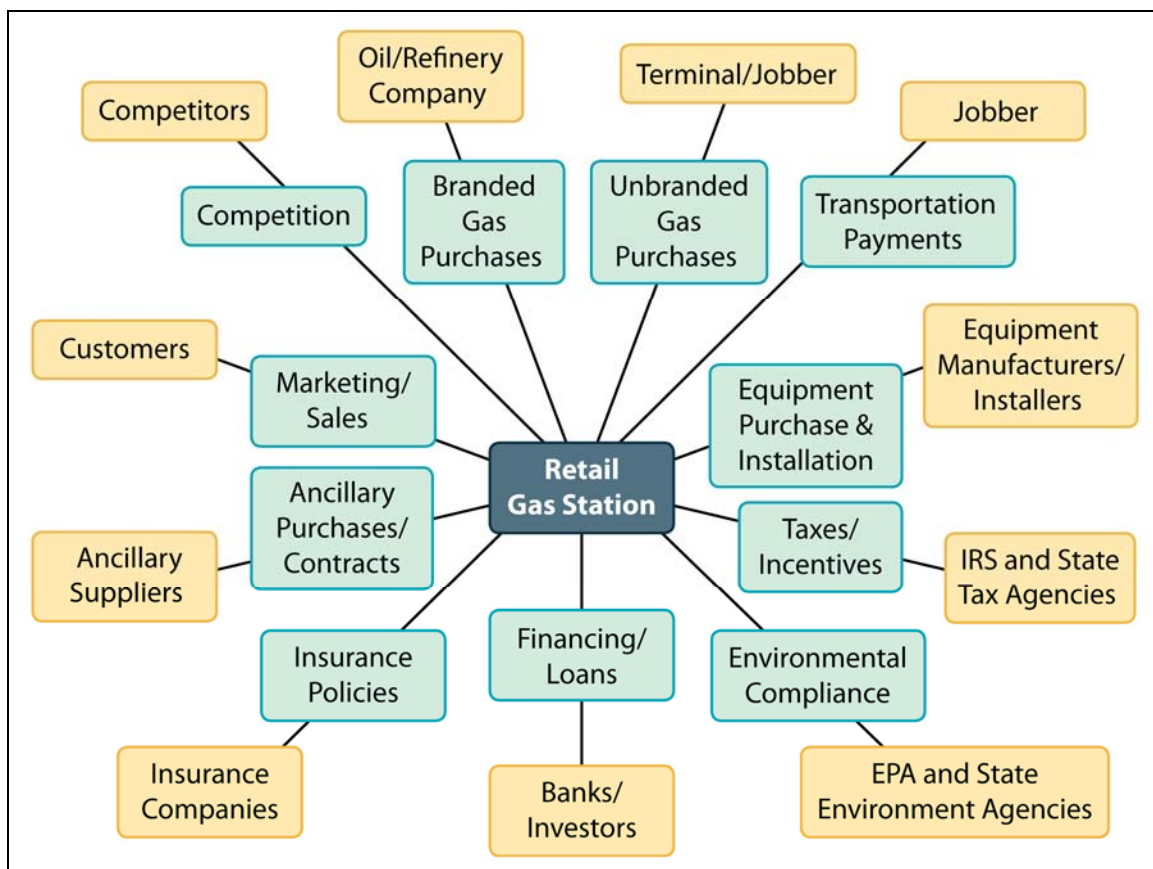 Oil/Refinery
Company
Terminal/Jobber
Competitors
Jobber
Competition
Branded
Gas
Purchases
Unbranded
Gas
Purchases
Transportation
Payments
Customers
Marketing/
Sales
Equipment
Purchase &
Installation
Equipment
Manufacturers/
Installers
Retail
Gas Station
Ancillary
Purchases/
Contracts
Ancillary
Suppliers
Taxes/
Incentives
IRS and State
Tax Agencies
Insurance
Policies
Financing/
Loans
Environmental
Compliance
Insurance
Companies
Banks/
Investors
EPA and State
Environment Agencies